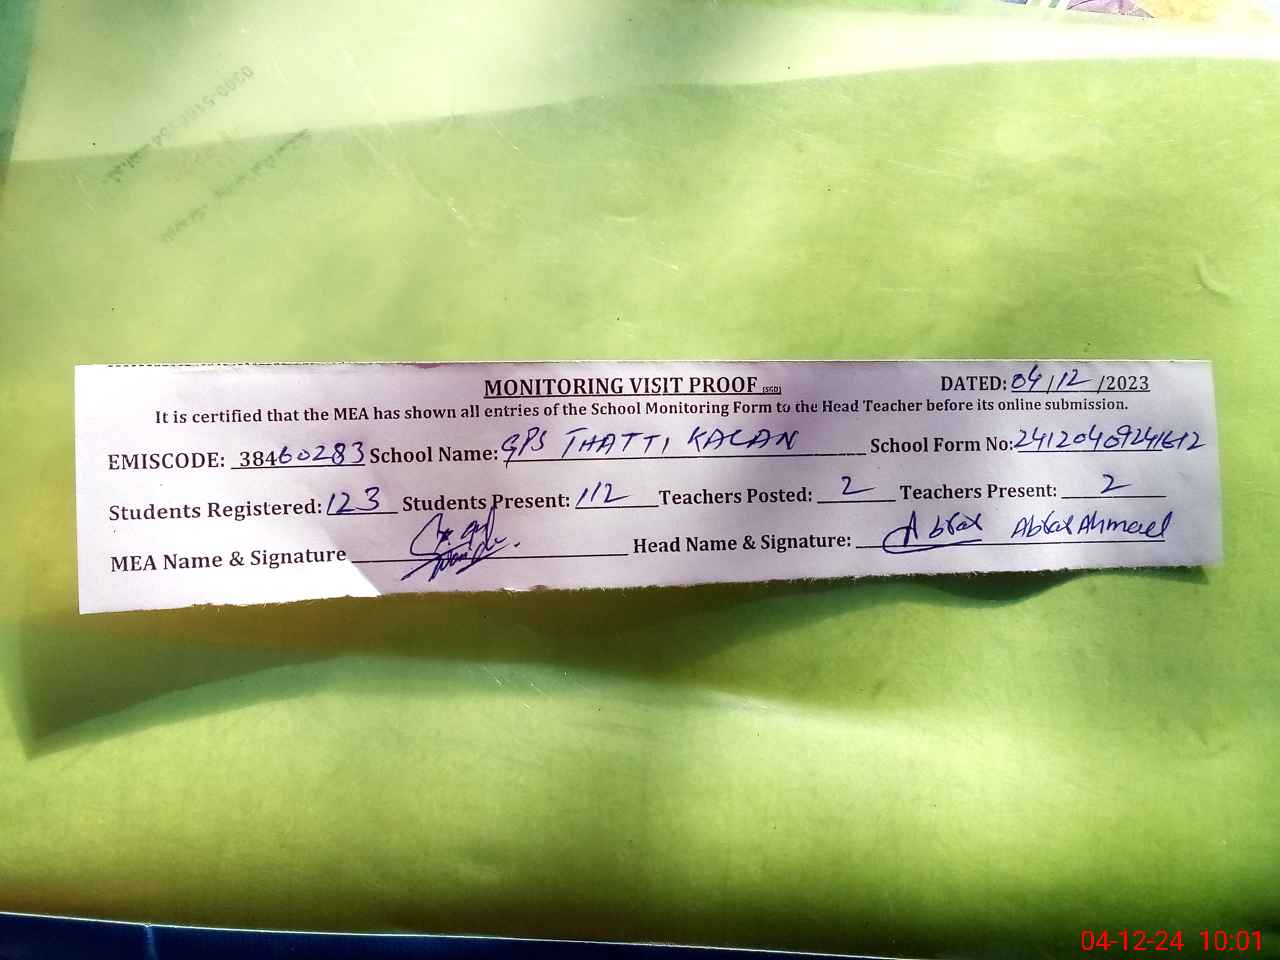 MONITORING VISIT PROOF (SGD) DATED: 04/12/2023
It is certified that the MEA has shown all entries of the School Monitoring Form to the Head Teacher before its online submission.
EMISCODE: 38460283 School Name: GPS THATTI KALAN School Form No: 24120409241612
Students Registered: 123 Students Present: 112 Teachers Posted: 2 Teachers Present: 2
MEA Name & Signature Head Name & Signature: Abrar Abrar Ahmad
04-12-24 10:01